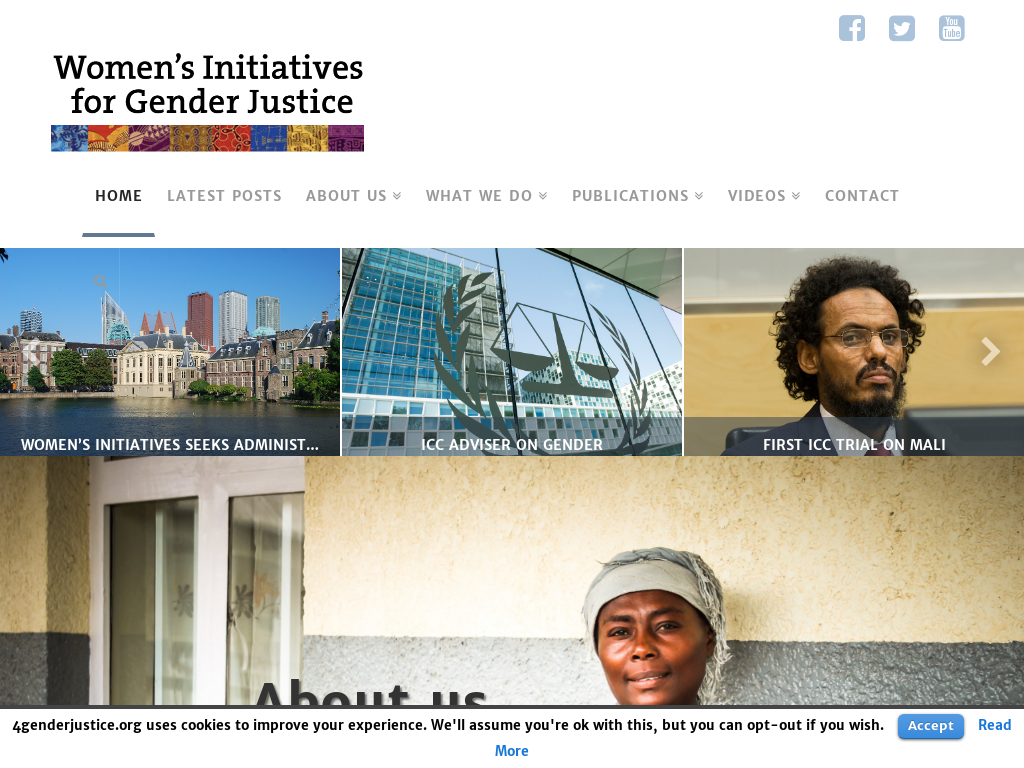 Women's Initiatives
for Gender Justice
HOME LATEST POSTS ABOUT US WHAT WE DO PUBLICATIONS VIDEOS CONTACT
WOMEN'S INITIATIVES SEEKS ADMINIST...
ICC ADVISER ON GENDER
FIRST ICC TRIAL ON MALI
About us
4genderjustice.org uses cookies to improve your experience. We'll assume you're ok with this, but you can opt-out if you wish. Accept Read
More